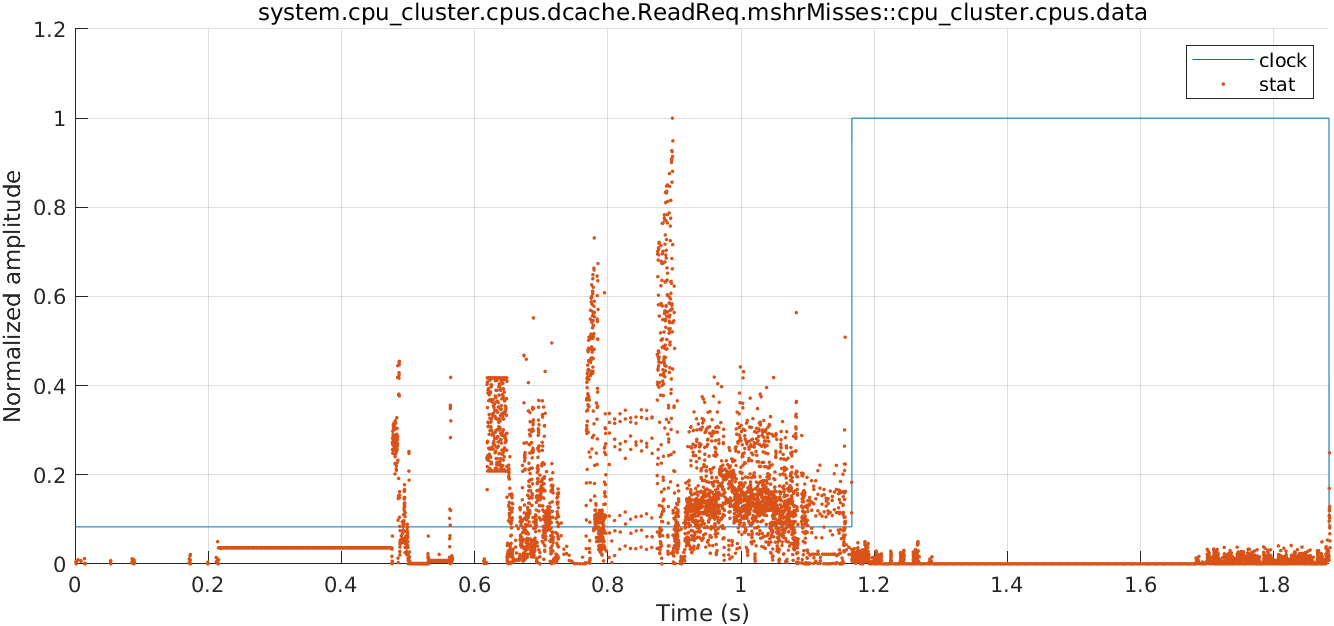 system.cpu_cluster.cpus.dcache.ReadReq.mshrMisses::cpu_cluster.cpus.data
1.2
1
0.8
0.6
0.4
0.2
0
Normalized amplitude
clock
stat
0 0.2 0.4 0.6 0.8 1 1.2 1.4 1.6 1.8
Time (s)